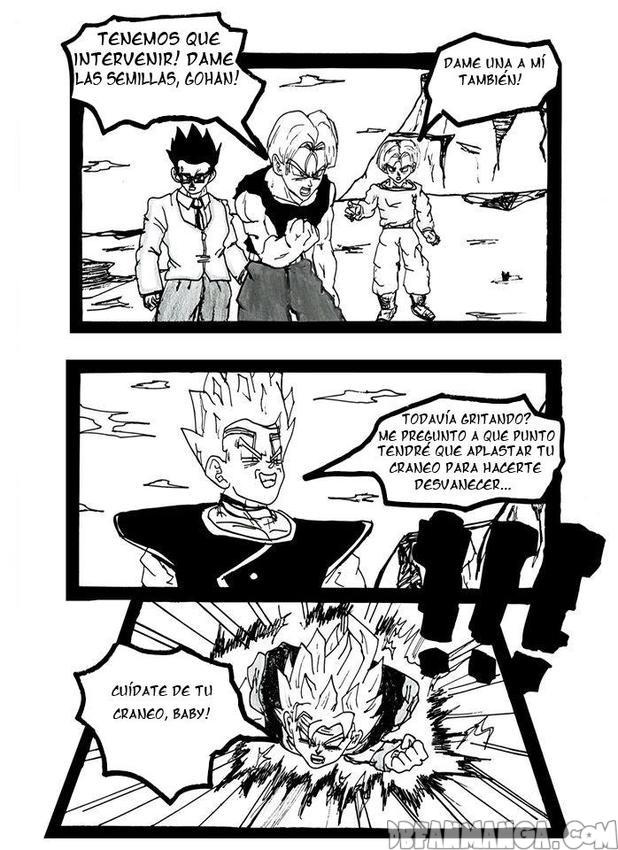 TENEMOS QUE
INTERVENIR! DAME
LAS SEMILLAS, GOHAN!
DAME UNA A MÍ
TAMBIÉN!
TODAVÍA GRITANDO?
ME PREGUNTO A QUE PUNTO
TENDRÉ QUE APLASTAR TU
CRANEO PARA HACERTE
DESVANECER...
!!!
CUÍDATE DE TU
CRANEO, BABY!
DBFANMANGA.COM